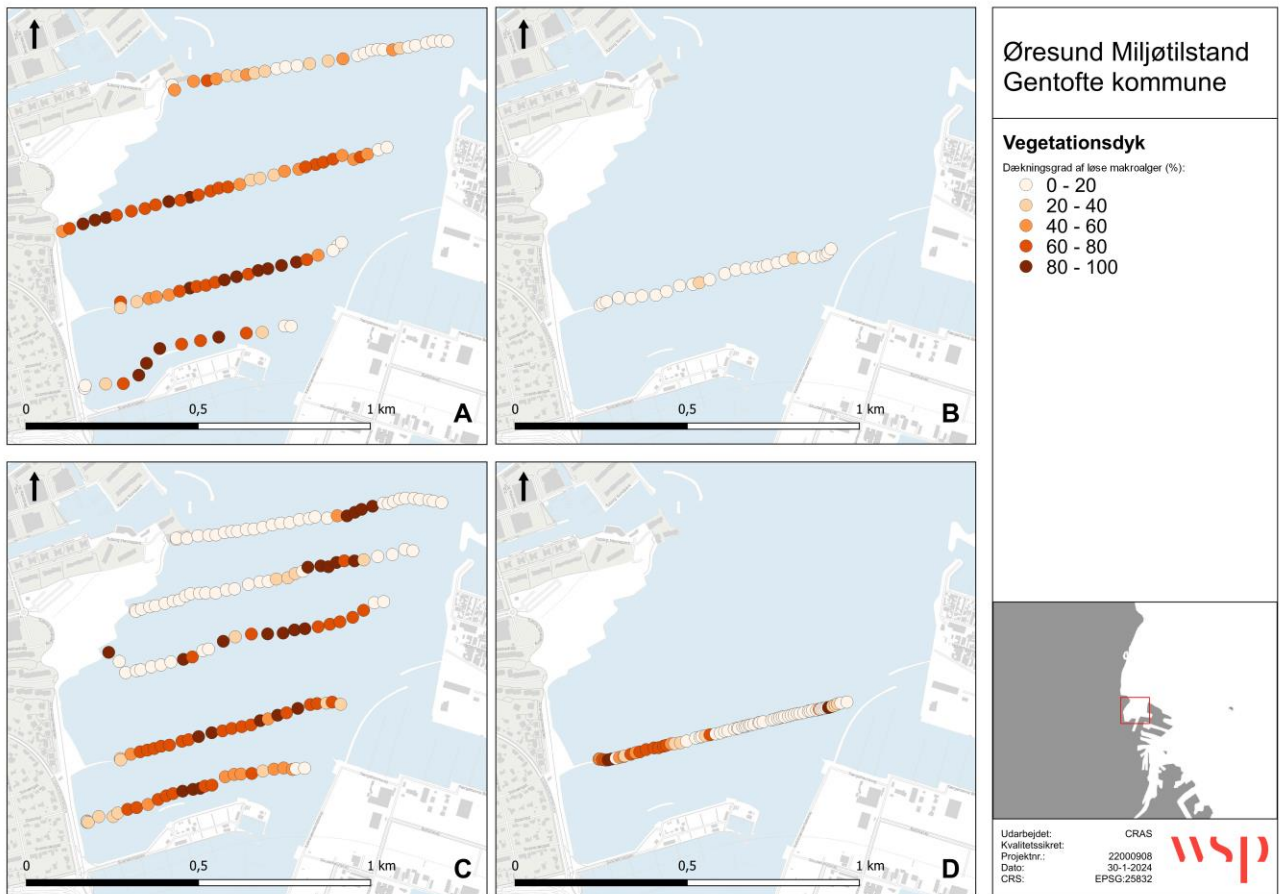 A
0
0,5
1 km
B
0
0,5
1 km
C
0
0,5
1 km
D
0
0,5
1 km
Øresund Miljøtilstand
Gentofte kommune
Vegetationsdyk
Dækningsgrad af løse makroalger (%):
0 - 20
20 - 40
40 - 60
60 - 80
80 - 100
Udarbejdet: CRAS
Kvalitetssikret:
Projektnr.: 22000908
Dato: 30-1-2024
CRS: EPSG:25832
wsp